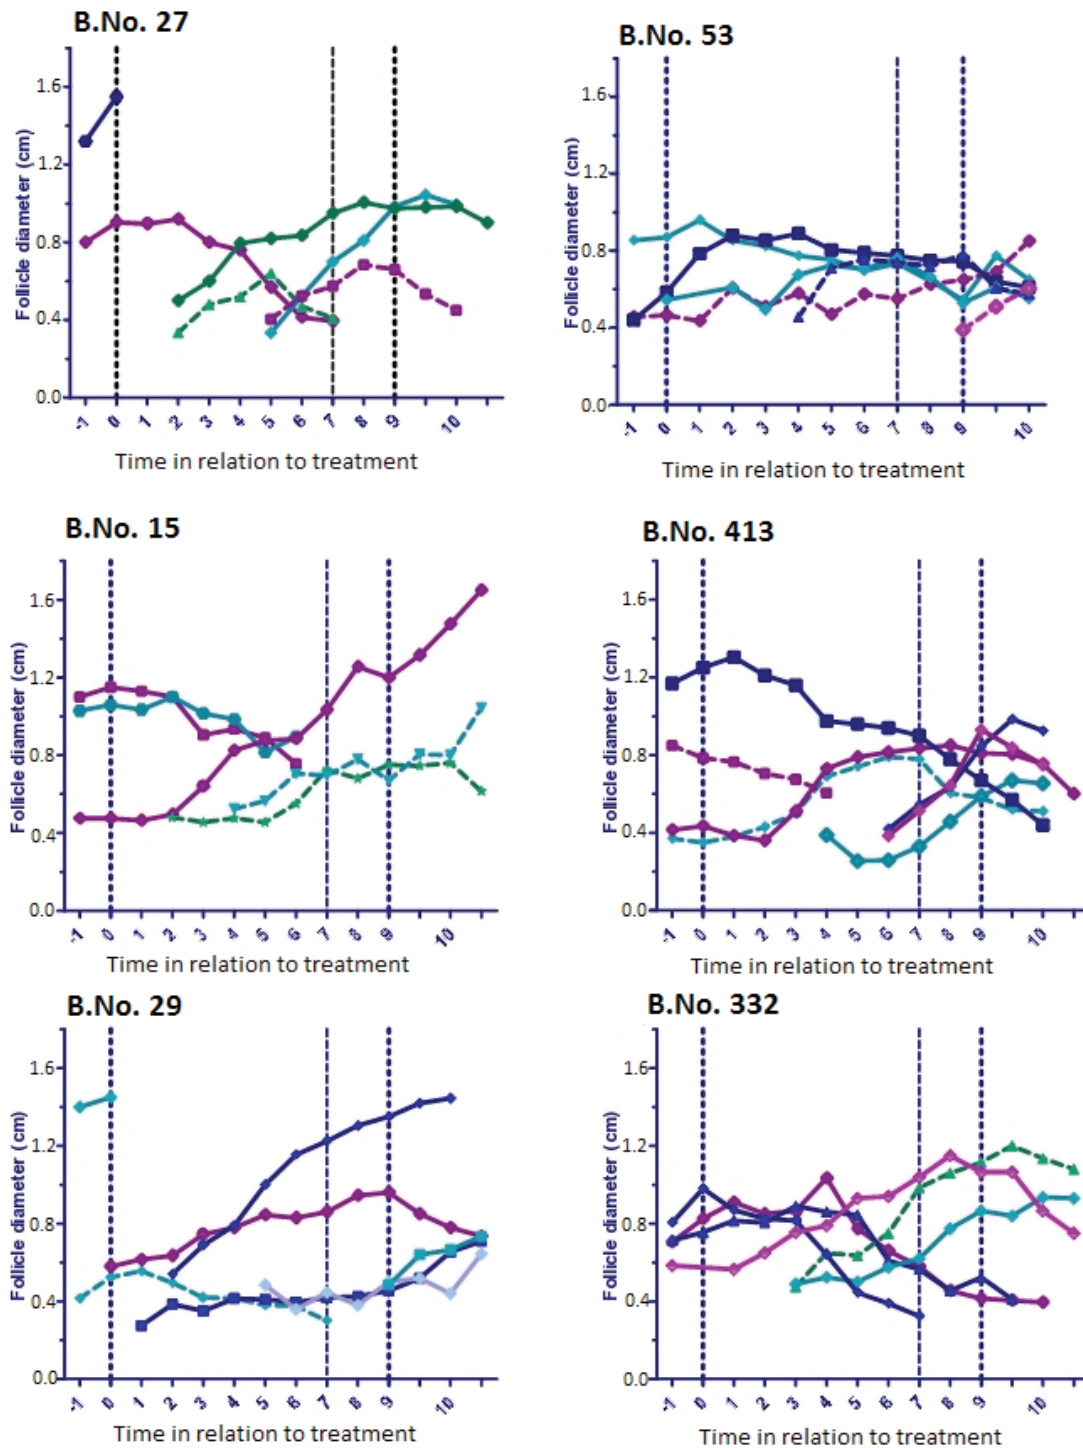 B.No. 27
Follicle diameter (cm)
1.6
1.2
0.8
0.4
0.0
-1 0 1 2 3 4 5 6 7 8 9 10
Time in relation to treatment
B.No. 53
Follicle diameter (cm)
1.6
1.2
0.8
0.4
0.0
-1 0 1 2 3 4 5 6 7 8 9 10
Time in relation to treatment
B.No. 15
Follicle diameter (cm)
1.6
1.2
0.8
0.4
0.0
-1 0 1 2 3 4 5 6 7 8 9 10
Time in relation to treatment
B.No. 413
Follicle diameter (cm)
1.6
1.2
0.8
0.4
0.0
-1 0 1 2 3 4 5 6 7 8 9 10
Time in relation to treatment
B.No. 29
Follicle diameter (cm)
1.6
1.2
0.8
0.4
0.0
-1 0 1 2 3 4 5 6 7 8 9 10
Time in relation to treatment
B.No. 332
Follicle diameter (cm)
1.6
1.2
0.8
0.4
0.0
-1 0 1 2 3 4 5 6 7 8 9 10
Time in relation to treatment